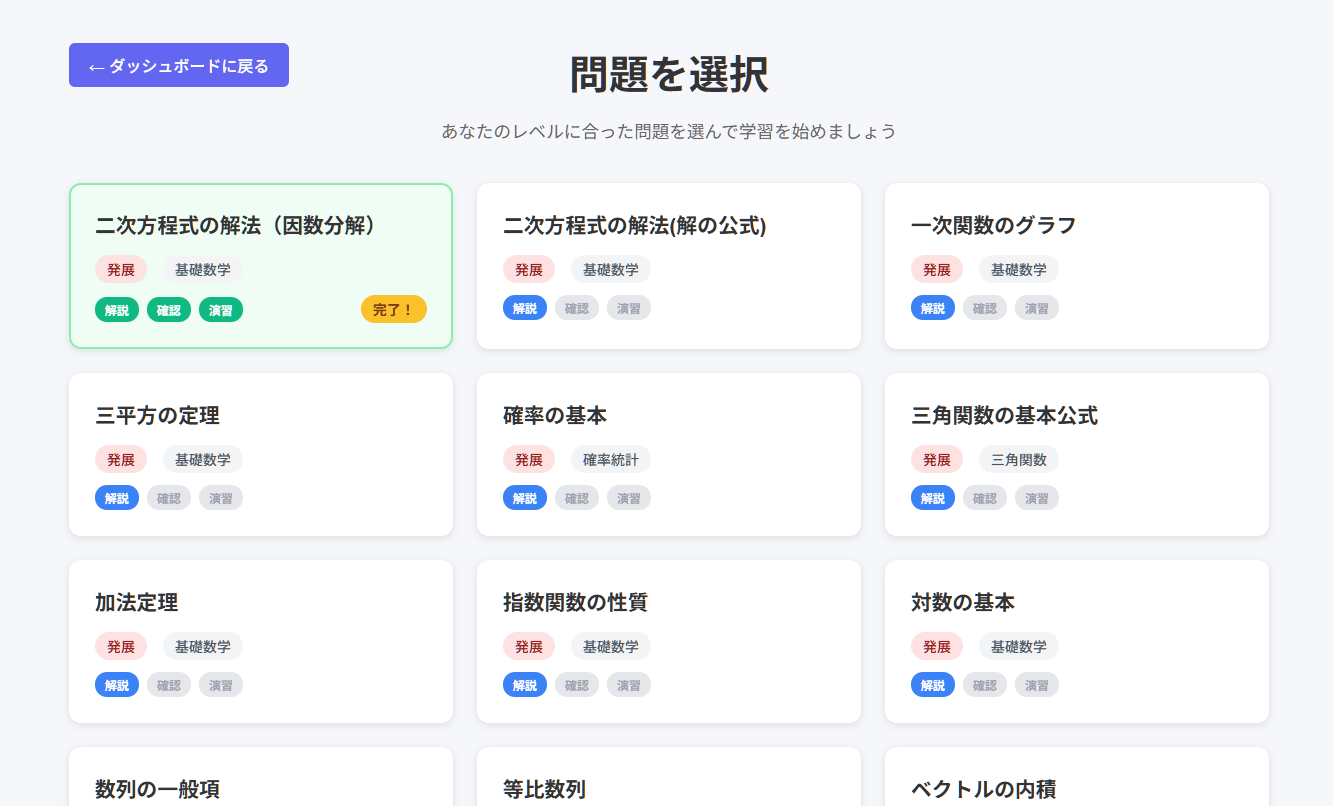 ← ダッシュボードに戻る
問題を選択
あなたのレベルに合った問題を選んで学習を始めましょう
二次方程式の解法（因数分解）
発展 基礎数学
解説 確認 演習 完了！
二次方程式の解法(解の公式)
発展 基礎数学
解説 確認 演習
一次関数のグラフ
発展 基礎数学
解説 確認 演習
三平方の定理
発展 基礎数学
解説 確認 演習
確率の基本
発展 確率統計
解説 確認 演習
三角関数の基本公式
発展 三角関数
解説 確認 演習
加法定理
発展 基礎数学
解説 確認 演習
指数関数の性質
発展 基礎数学
解説 確認 演習
対数の基本
発展 基礎数学
解説 確認 演習
数列の一般項
等比数列
ベクトルの内積